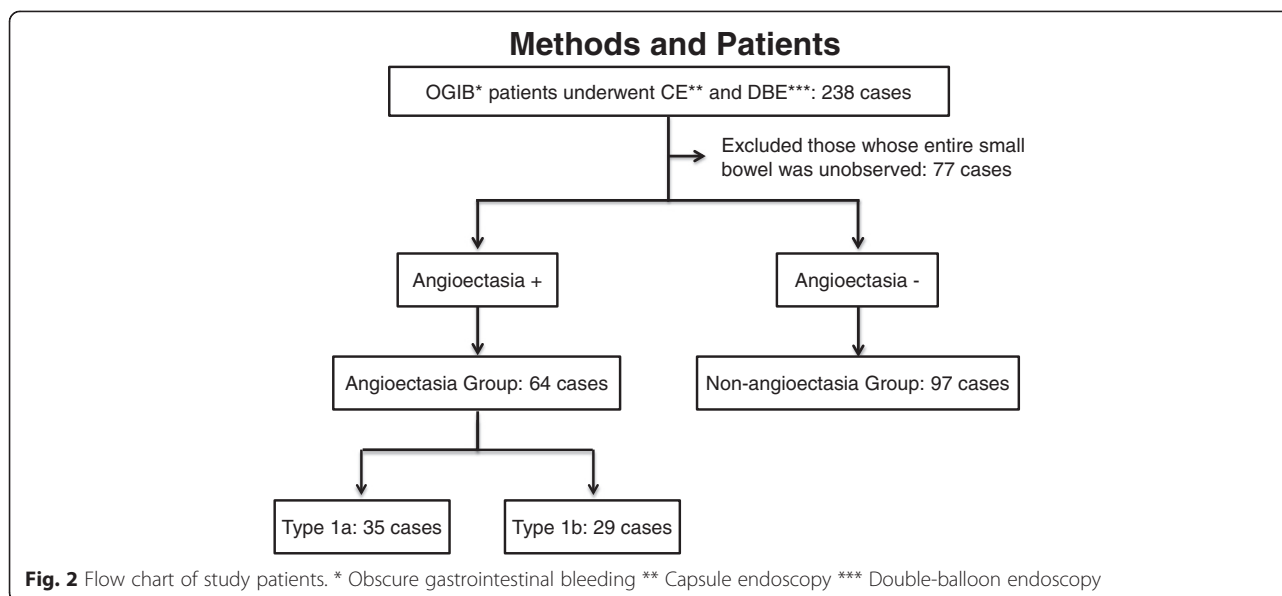 Methods and Patients
OGIB* patients underwent CE** and DBE***: 238 cases
Excluded those whose entire small
bowel was unobserved: 77 cases
Angioectasia +
Angioectasia -
Angioectasia Group: 64 cases
Non-angioectasia Group: 97 cases
Type 1a: 35 cases
Type 1b: 29 cases
Fig. 2 Flow chart of study patients. * Obscure gastrointestinal bleeding ** Capsule endoscopy *** Double-balloon endoscopy